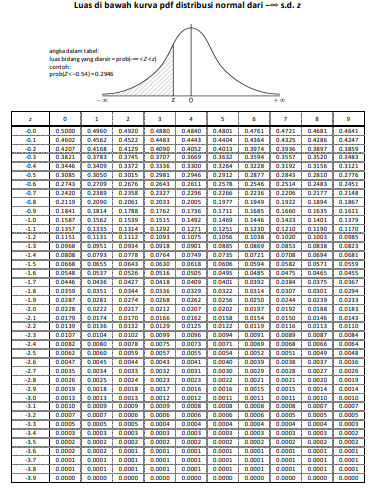 Luas di bawah kurva pdf distribusi normal dari −∞ s.d. z
angka dalam tabel:
luas bidang yang diarsir = prob(-∞ < Z < z)
contoh:
prob(Z < -0.54) = 0.2946
− ∞ z 0 + ∞
z 0 1 2 3 4 5 6 7 8 9
-0.0 0.5000 0.4960 0.4920 0.4880 0.4840 0.4801 0.4761 0.4721 0.4681 0.4641
-0.1 0.4602 0.4562 0.4522 0.4483 0.4443 0.4404 0.4364 0.4325 0.4286 0.4247
-0.2 0.4207 0.4168 0.4129 0.4090 0.4052 0.4013 0.3974 0.3936 0.3897 0.3859
-0.3 0.3821 0.3783 0.3745 0.3707 0.3669 0.3632 0.3594 0.3557 0.3520 0.3483
-0.4 0.3446 0.3409 0.3372 0.3336 0.3300 0.3264 0.3228 0.3192 0.3156 0.3121
-0.5 0.3085 0.3050 0.3015 0.2981 0.2946 0.2912 0.2877 0.2843 0.2810 0.2776
-0.6 0.2743 0.2709 0.2676 0.2643 0.2611 0.2578 0.2546 0.2514 0.2483 0.2451
-0.7 0.2420 0.2389 0.2358 0.2327 0.2296 0.2266 0.2236 0.2206 0.2177 0.2148
-0.8 0.2119 0.2090 0.2061 0.2033 0.2005 0.1977 0.1949 0.1922 0.1894 0.1867
-0.9 0.1841 0.1814 0.1788 0.1762 0.1736 0.1711 0.1685 0.1660 0.1635 0.1611
-1.0 0.1587 0.1562 0.1539 0.1515 0.1492 0.1469 0.1446 0.1423 0.1401 0.1379
-1.1 0.1357 0.1335 0.1314 0.1292 0.1271 0.1251 0.1230 0.1210 0.1190 0.1170
-1.2 0.1151 0.1131 0.1112 0.1093 0.1075 0.1056 0.1038 0.1020 0.1003 0.0985
-1.3 0.0968 0.0951 0.0934 0.0918 0.0901 0.0885 0.0869 0.0853 0.0838 0.0823
-1.4 0.0808 0.0793 0.0778 0.0764 0.0749 0.0735 0.0721 0.0708 0.0694 0.0681
-1.5 0.0668 0.0655 0.0643 0.0630 0.0618 0.0606 0.0594 0.0582 0.0571 0.0559
-1.6 0.0548 0.0537 0.0526 0.0516 0.0505 0.0495 0.0485 0.0475 0.0465 0.0455
-1.7 0.0446 0.0436 0.0427 0.0418 0.0409 0.0401 0.0392 0.0384 0.0375 0.0367
-1.8 0.0359 0.0351 0.0344 0.0336 0.0329 0.0322 0.0314 0.0307 0.0301 0.0294
-1.9 0.0287 0.0281 0.0274 0.0268 0.0262 0.0256 0.0250 0.0244 0.0239 0.0233
-2.0 0.0228 0.0222 0.0217 0.0212 0.0207 0.0202 0.0197 0.0192 0.0188 0.0183
-2.1 0.0179 0.0174 0.0170 0.0166 0.0162 0.0158 0.0154 0.0150 0.0146 0.0143
-2.2 0.0139 0.0136 0.0132 0.0129 0.0125 0.0122 0.0119 0.0116 0.0113 0.0110
-2.3 0.0107 0.0104 0.0102 0.0099 0.0096 0.0094 0.0091 0.0089 0.0087 0.0084
-2.4 0.0082 0.0080 0.0078 0.0075 0.0073 0.0071 0.0069 0.0068 0.0066 0.0064
-2.5 0.0062 0.0060 0.0059 0.0057 0.0055 0.0054 0.0052 0.0051 0.0049 0.0048
-2.6 0.0047 0.0045 0.0044 0.0043 0.0041 0.0040 0.0039 0.0038 0.0037 0.0036
-2.7 0.0035 0.0034 0.0033 0.0032 0.0031 0.0030 0.0029 0.0028 0.0027 0.0026
-2.8 0.0026 0.0025 0.0024 0.0023 0.0023 0.0022 0.0021 0.0021 0.0020 0.0019
-2.9 0.0019 0.0018 0.0018 0.0017 0.0016 0.0016 0.0015 0.0015 0.0014 0.0014
-3.0 0.0013 0.0013 0.0013 0.0012 0.0012 0.0011 0.0011 0.0011 0.0010 0.0010
-3.1 0.0010 0.0009 0.0009 0.0009 0.0008 0.0008 0.0008 0.0008 0.0007 0.0007
-3.2 0.0007 0.0007 0.0006 0.0006 0.0006 0.0006 0.0006 0.0005 0.0005 0.0005
-3.3 0.0005 0.0005 0.0005 0.0004 0.0004 0.0004 0.0004 0.0004 0.0004 0.0003
-3.4 0.0003 0.0003 0.0003 0.0003 0.0003 0.0003 0.0003 0.0003 0.0003 0.0002
-3.5 0.0002 0.0002 0.0002 0.0002 0.0002 0.0002 0.0002 0.0002 0.0002 0.0002
-3.6 0.0002 0.0002 0.0001 0.0001 0.0001 0.0001 0.0001 0.0001 0.0001 0.0001
-3.7 0.0001 0.0001 0.0001 0.0001 0.0001 0.0001 0.0001 0.0001 0.0001 0.0001
-3.8 0.0001 0.0001 0.0001 0.0001 0.0001 0.0001 0.0001 0.0001 0.0001 0.0001
-3.9 0.0000 0.0000 0.0000 0.0000 0.0000 0.0000 0.0000 0.0000 0.0000 0.0000